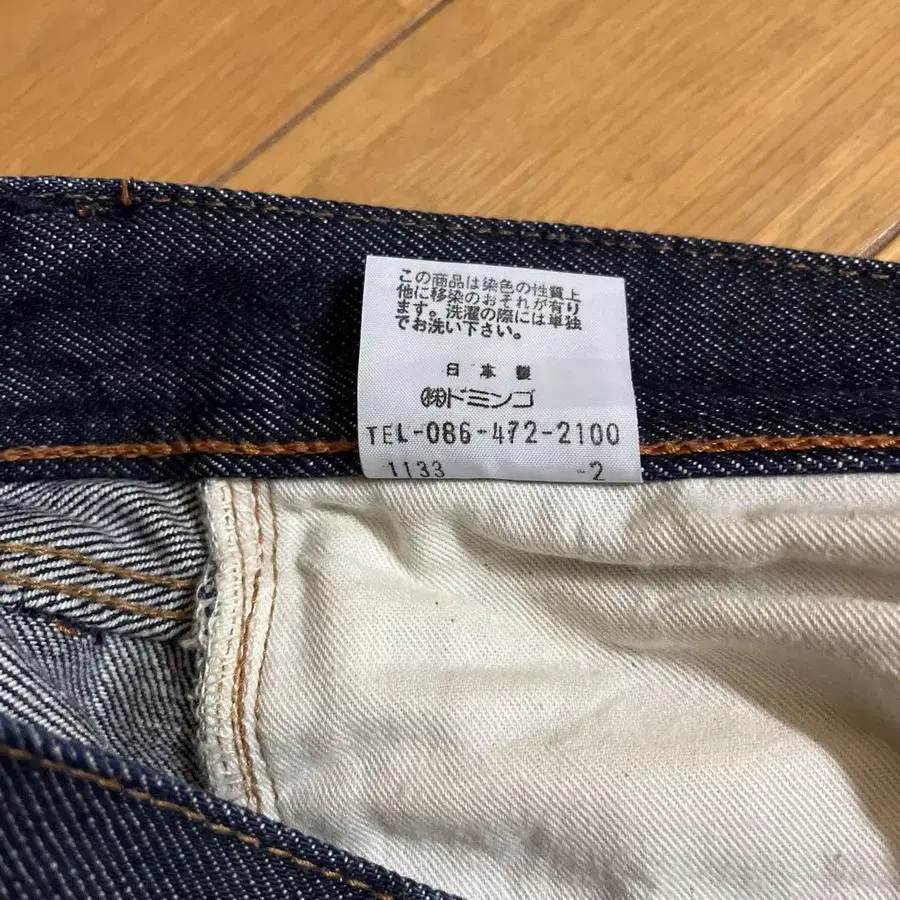 この商品は染色の性質上
他に移染のおそれが有り
ます。洗濯の際には単独
でお洗い下さい。
日本製
㈱ドミンゴ
TEL-086-472-2100
1133 -2